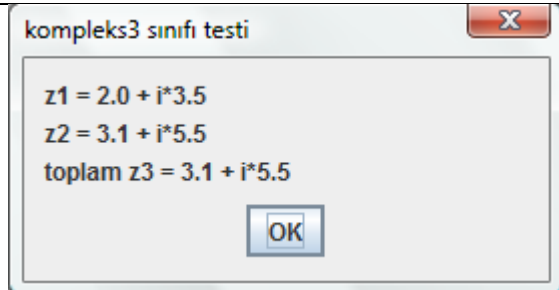 kompleks3 sınıfı testi
z1 = 2.0 + i*3.5
z2 = 3.1 + i*5.5
toplam z3 = 3.1 + i*5.5
OK